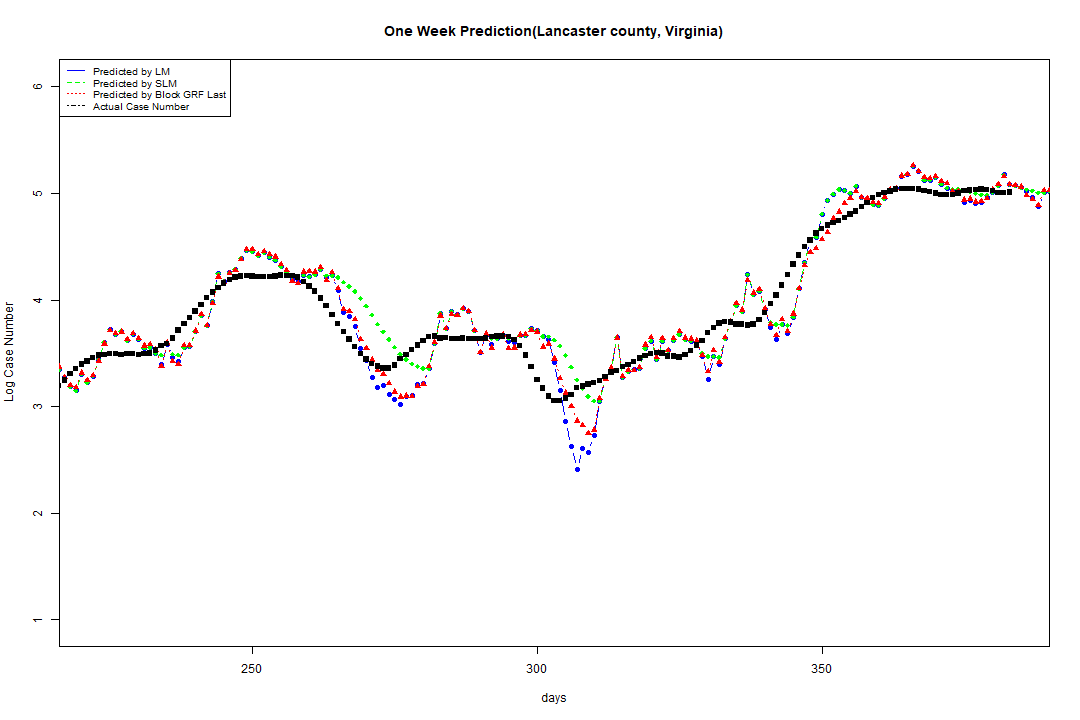 One Week Prediction(Lancaster county, Virginia)
Predicted by LM
Predicted by SLM
Predicted by Block GRF Last
Actual Case Number
6
5
4
3
2
1
Log Case Number
250
300
350
days